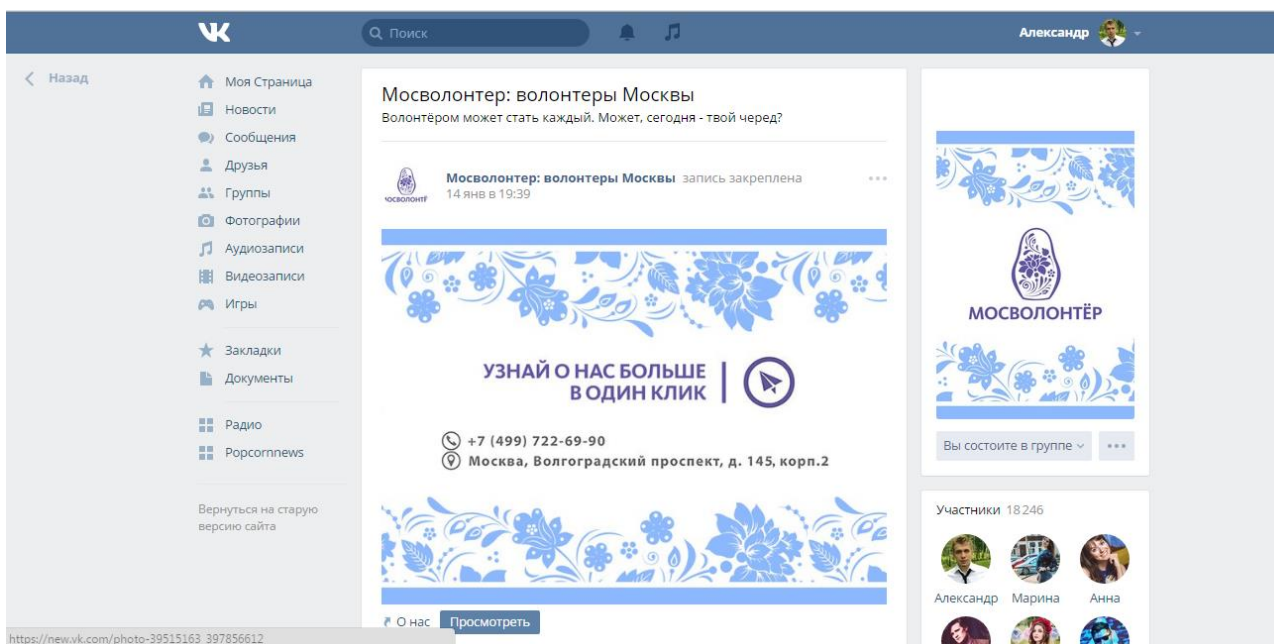 Поиск
Александр
Назад
Моя Страница
Новости
Сообщения
Друзья
Группы
Фотографии
Аудиозаписи
Видеозаписи
Игры
Закладки
Документы
Радио
Popcornnews
Вернуться на старую
версию сайта
Мосволонтер: волонтеры Москвы
Волонтёром может стать каждый. Может, сегодня - твой черед?
Мосволонтер: волонтеры Москвы запись закреплена
14 янв в 19:39
УЗНАЙ О НАС БОЛЬШЕ
В ОДИН КЛИК
+7 (499) 722-69-90
Москва, Волгоградский проспект, д. 145, корп.2
О нас Просмотреть
МОСВОЛОНТЁР
Вы состоите в группе
Участники 18 246
Александр Марина Анна
https://new.vk.com/photo-39515163_397856612